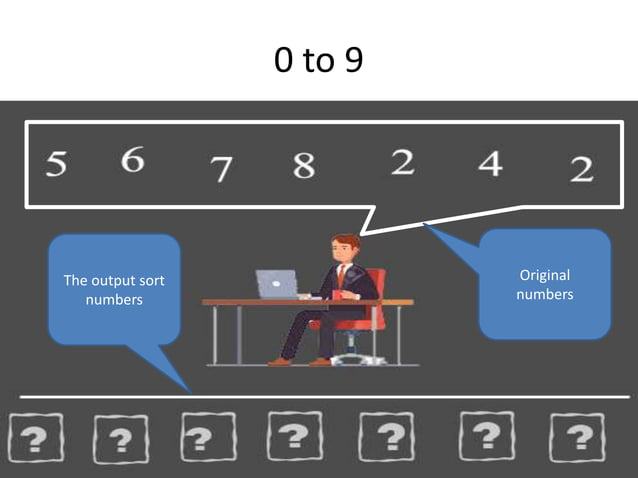 0 to 9
5 6 7 8 2 4 2
The output sort
numbers
Original
numbers
? ? ? ? ? ? ?